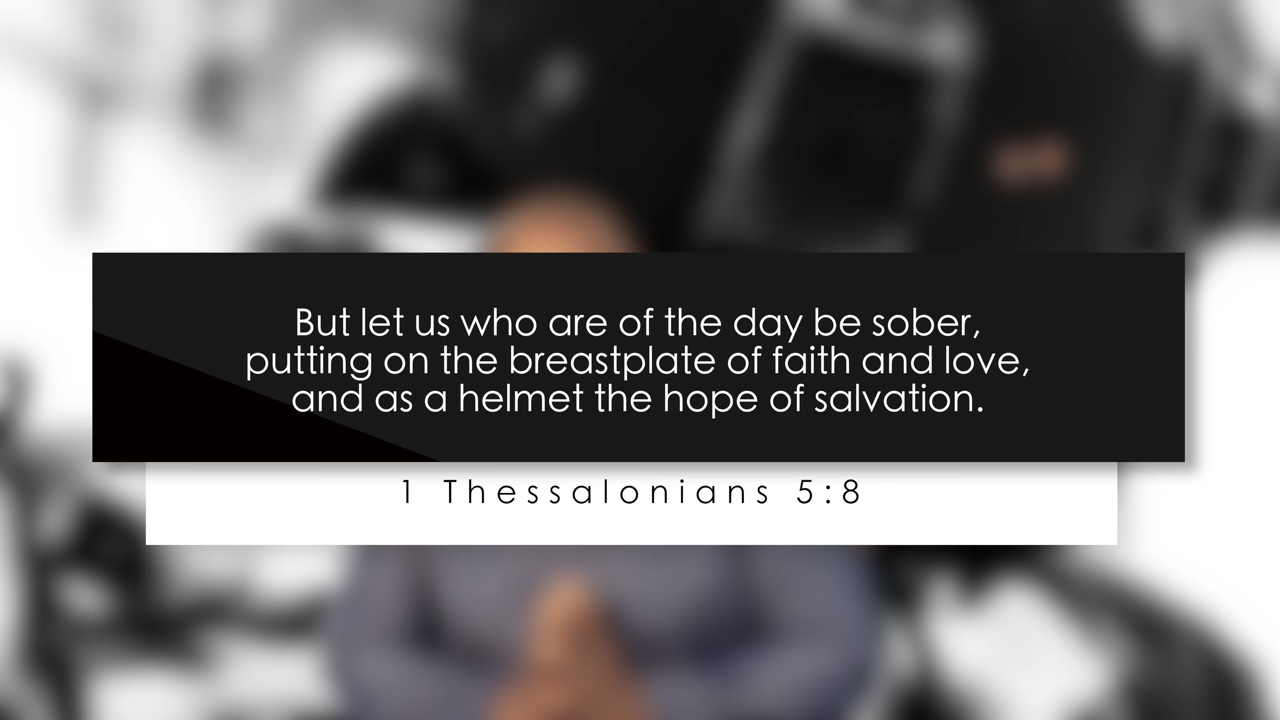 But let us who are of the day be sober,
putting on the breastplate of faith and love,
and as a helmet the hope of salvation.
1 Thessalonians 5:8